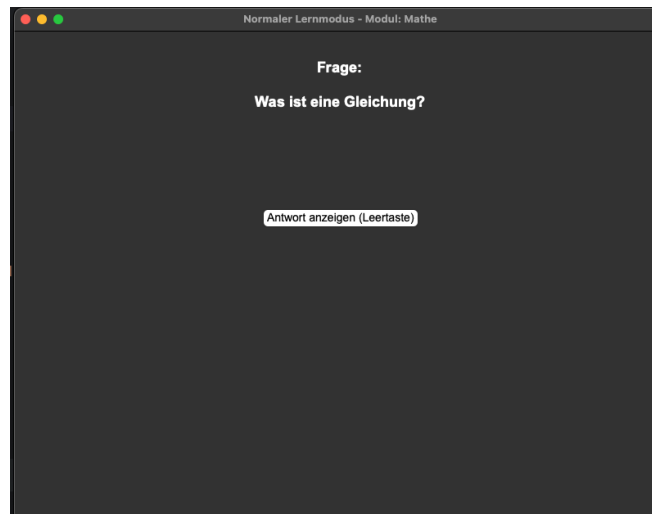 Normaler Lernmodus - Modul: Mathe
Frage:
Was ist eine Gleichung?
Antwort anzeigen (Leertaste)